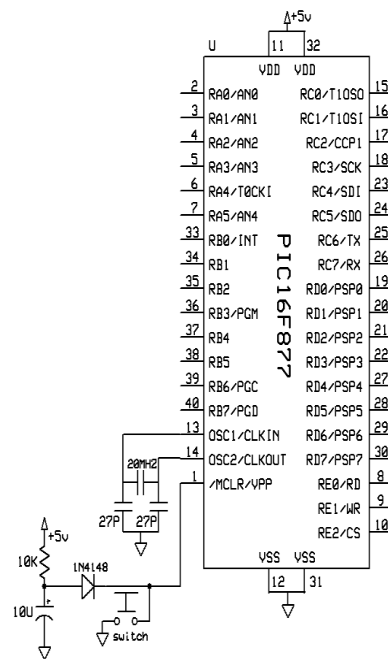 +5v
U
11 32
VDD VDD
2 RA0/AN0 RC0/T1OSO 15
3 RA1/AN1 RC1/T1OSI 16
4 RA2/AN2 RC2/CCP1 17
5 RA3/AN3 RC3/SCK 18
6 RA4/T0CKI RC4/SDI 23
7 RA5/AN4 RC5/SDO 24
33 RB0/INT RC6/TX 25
34 RB1 RC7/RX 26
35 RB2 RD0/PSP0 19
36 RB3/PGM RD1/PSP1 20
37 RB4 RD2/PSP2 21
38 RB5 RD3/PSP3 22
39 RB6/PGC RD4/PSP4 27
40 RB7/PGD RD5/PSP5 28
13 OSC1/CLKIN RD6/PSP6 29
14 OSC2/CLKOUT RD7/PSP7 30
1 /MCLR/VPP RE0/RD 8
RE1/WR 9
RE2/CS 10
PIC16F877
20MHZ
27P 27P
VSS VSS
12 31
+5v
10K
1N4148
10U
switch